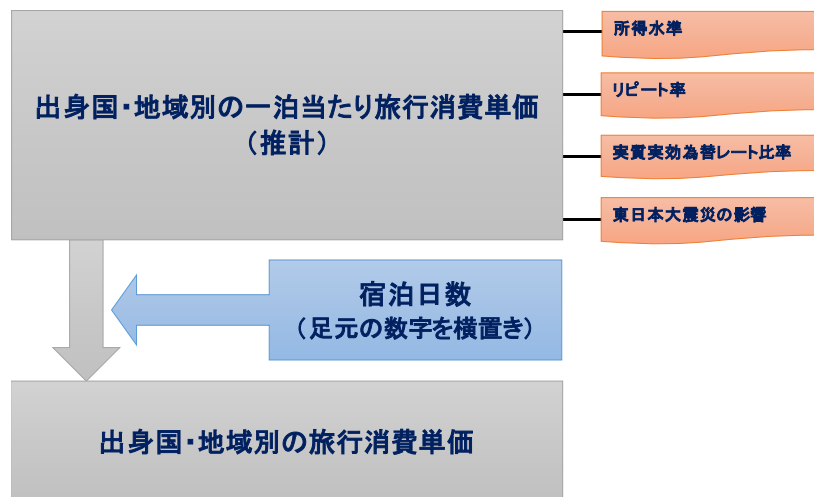 出身国・地域別の一泊当たり旅行消費単価
（推計）
所得水準
リピート率
実質実効為替レート比率
東日本大震災の影響
宿泊日数
（足元の数字を横置き）
出身国・地域別の旅行消費単価